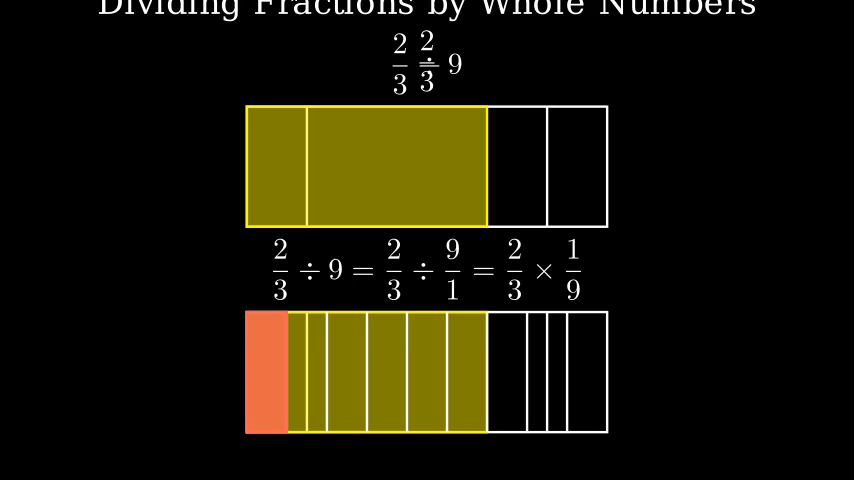 Dividing Fractions by Whole Numbers
2/3 2/3 ÷ 9
2/3 ÷ 9 = 2/3 ÷ 9/1 = 2/3 × 1/9